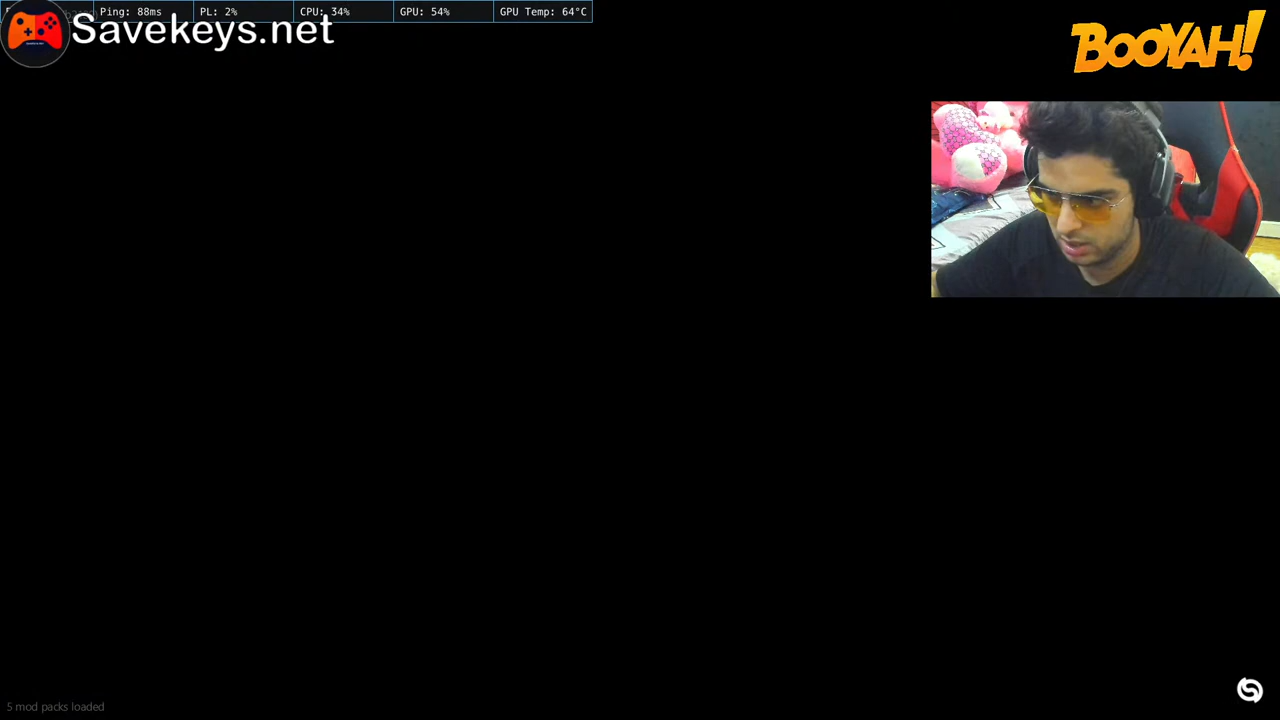 Ping: 88ms PL: 2% CPU: 34% GPU: 54% GPU Temp: 64°C
Savekeys.net
BOOYAH!
5 mod packs loaded